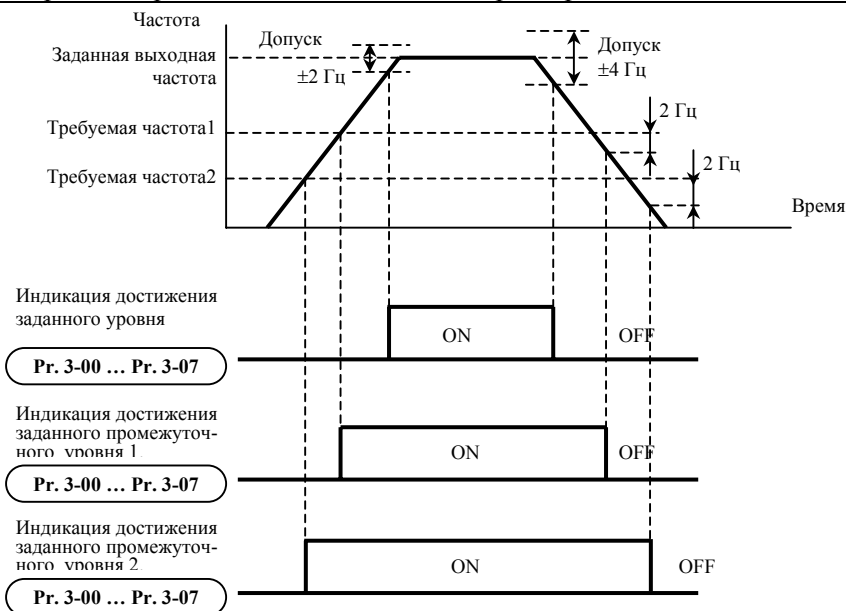 Частота
Допуск
±2 Гц
Допуск
±4 Гц
Заданная выходная
частота
2 Гц
Требуемая частота1
2 Гц
Требуемая частота2
Время
Индикация достижения
заданного уровня
ON
OFF
Pr. 3-00 … Pr. 3-07
Индикация достижения
заданного промежуточ-
ного уровня 1.
ON
OFF
Pr. 3-00 … Pr. 3-07
Индикация достижения
заданного промежуточ-
ного уровня 2.
ON
OFF
Pr. 3-00 … Pr. 3-07